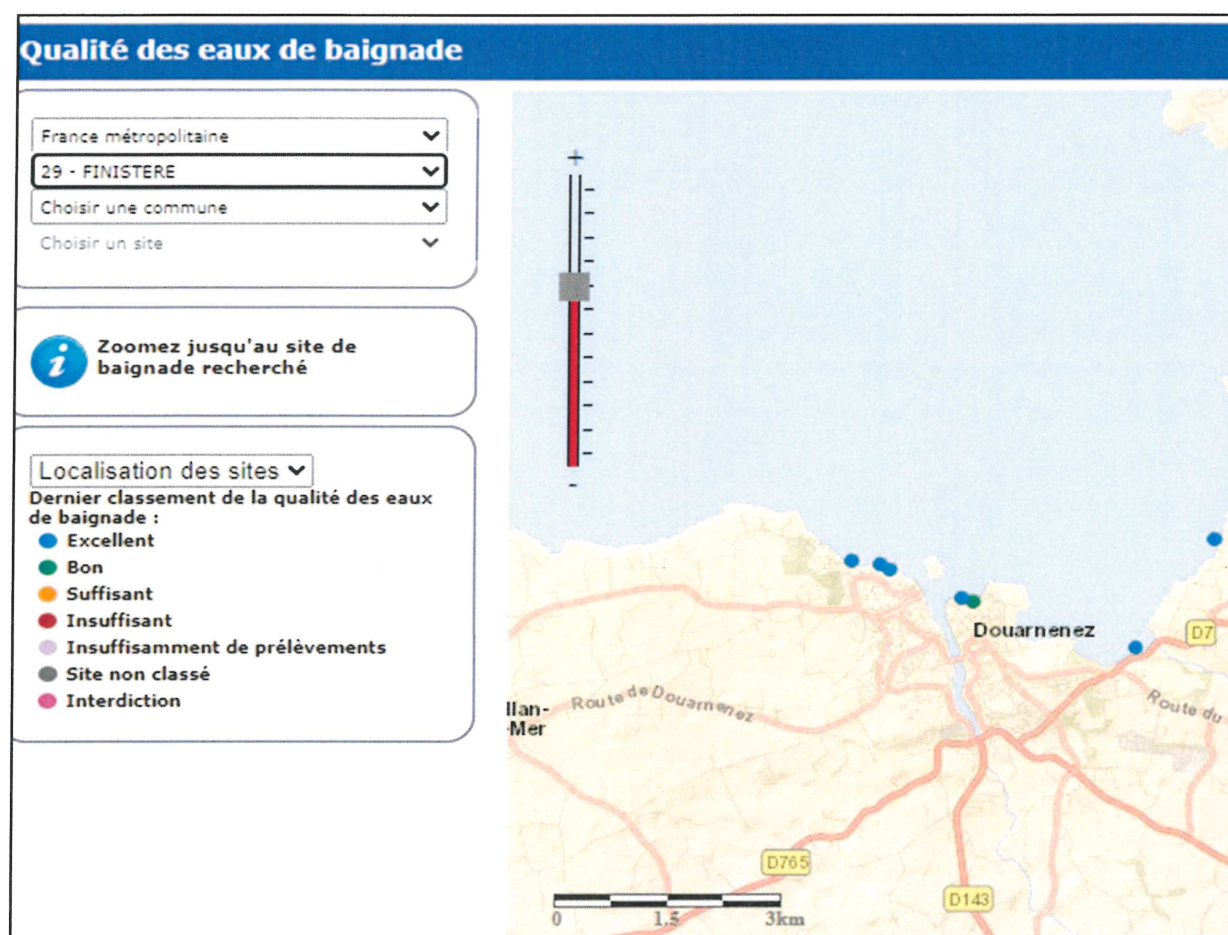 Qualité des eaux de baignade
France métropolitaine
29 - FINISTERE
Choisir une commune
Choisir un site
Zoomez jusqu'au site de
baignade recherché
Localisation des sites
Dernier classement de la qualité des eaux
de baignade :
Excellent
Bon
Suffisant
Insuffisant
Insuffisamment de prélèvements
Site non classé
Interdiction
+
-
Douarnenez
D7
Route de Douarnenez
Route du
llan-
-Mer
D765
D143
0 1.5 3km